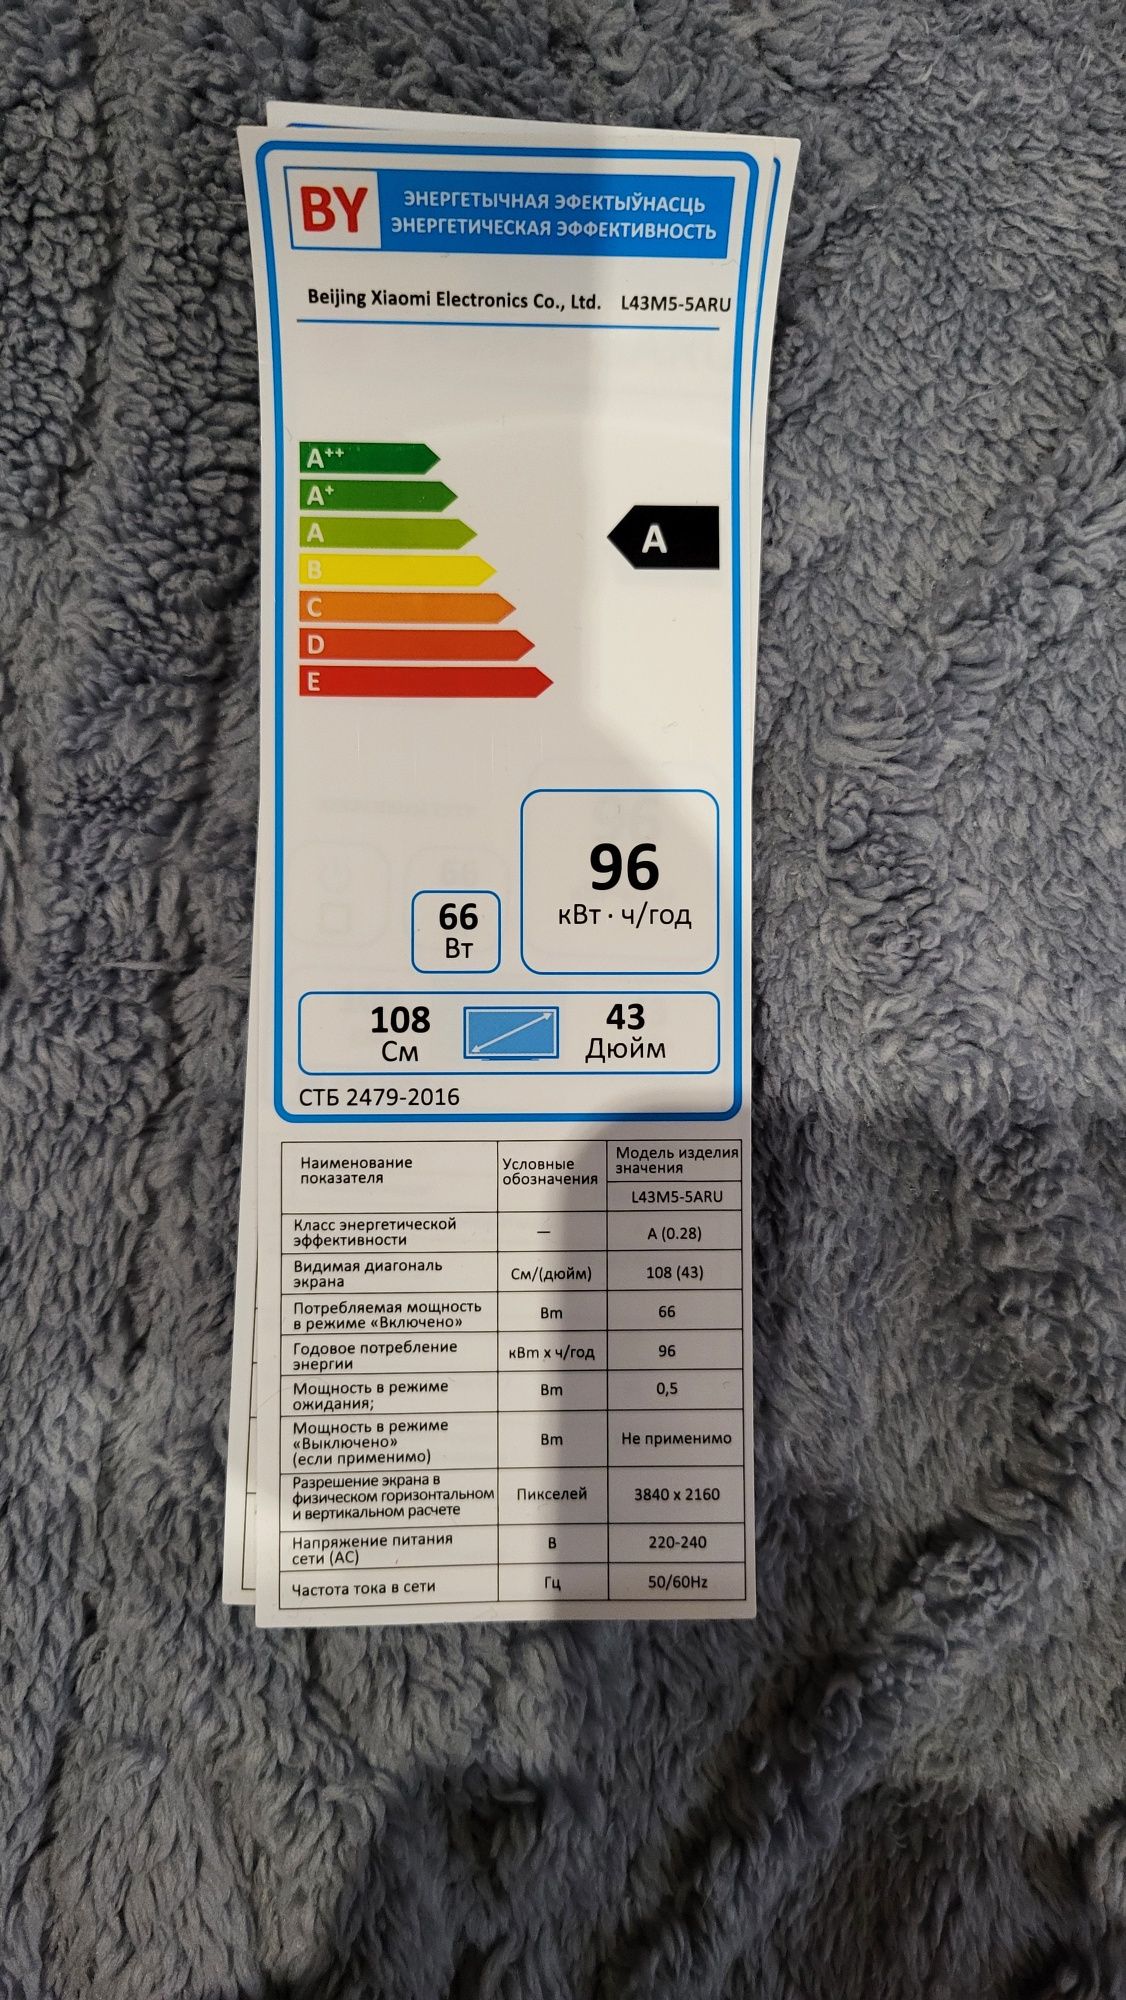 BY
ЭНЕРГЕТЫЧНАЯ ЭФЕКТЫЎНАСЦЬ
ЭНЕРГЕТИЧЕСКАЯ ЭФФЕКТИВНОСТЬ
Beijing Xiaomi Electronics Co., Ltd. L43M5-5ARU
A++
A+
A
A
B
C
D
E
96
кВт · ч/год
66
Вт
108
См
43
Дюйм
СТБ 2479-2016
Наименование
показателя
Условные
обозначения
Модель изделия
значения
L43M5-5ARU
Класс энергетической
эффективности
—
A (0.28)
Видимая диагональ
экрана
См/(дюйм)
108 (43)
Потребляемая мощность
в режиме «Включено»
Вт
66
Годовое потребление
энергии
кВт х ч/год
96
Мощность в режиме
ожидания;
Вт
0,5
Мощность в режиме
«Выключено»
(если применимо)
Вт
Не применимо
Разрешение экрана в
физическом горизонтальном
и вертикальном расчете
Пикселей
3840 x 2160
Напряжение питания
сети (AC)
В
220-240
Частота тока в сети
Гц
50/60Hz